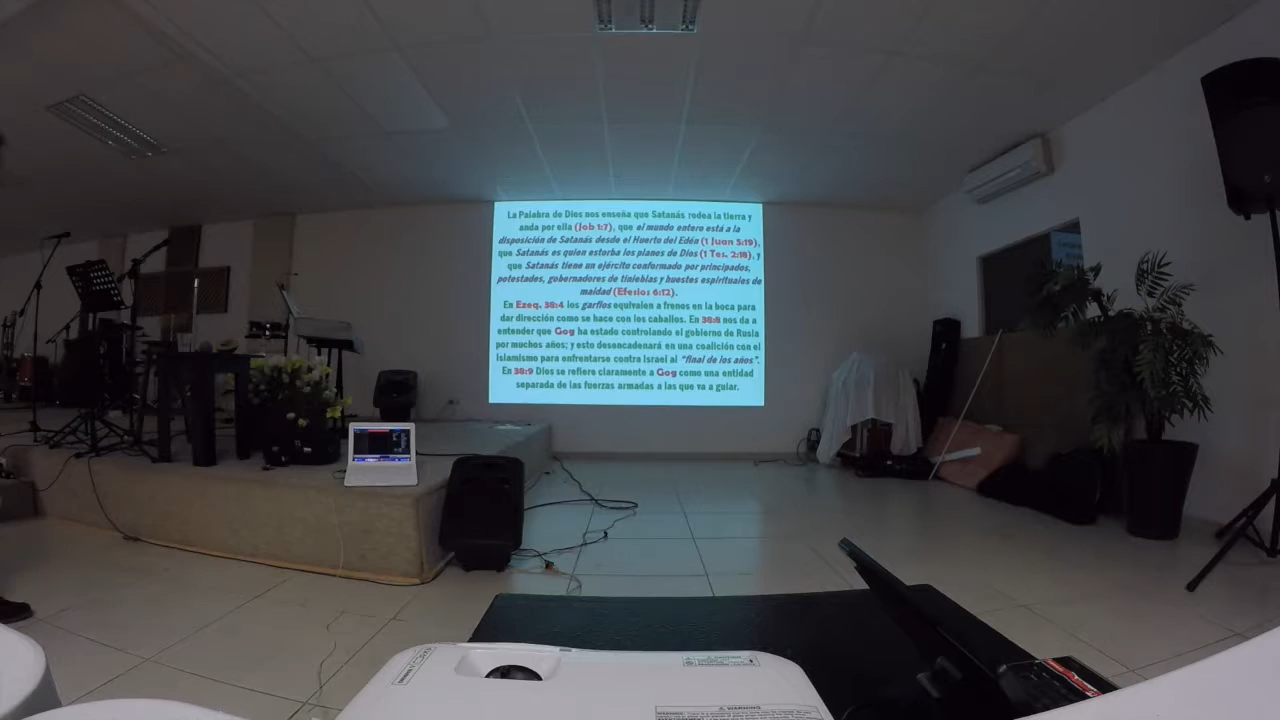 La Palabra de Dios nos enseña que Satanás rodea la tierra y
anda por ella (Job 1:7), que el mundo entero está a la
disposición de Satanás desde el Huerto del Edén (1 Juan 5:19),
que Satanás es quien estorba los planes de Dios (1 Tes. 2:18), y
que Satanás tiene un ejército conformado por principados,
potestades, gobernadores de tinieblas y huestes espirituales de
maldad (Efesios 6:12).
En Ezeq. 38:4 los garfios equivalen a frenos en la boca para
dar dirección como se hace con los caballos. En 38:8 nos da a
entender que Gog ha estado controlando el gobierno de Rusia
por muchos años; y esto desencadenará en una coalición con el
islamismo para enfrentarse contra Israel al "final de los años".
En 38:9 Dios se refiere claramente a Gog como una entidad
separada de las fuerzas armadas a las que va a guiar.
WARNING